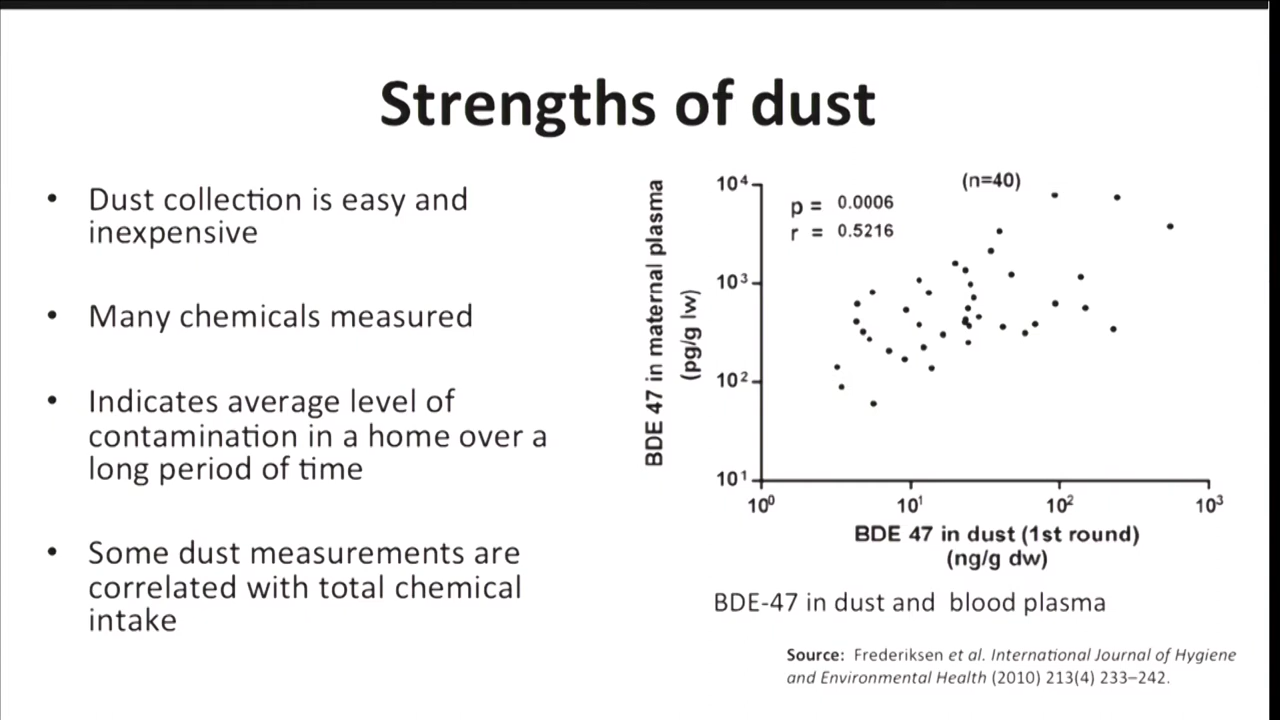 Strengths of dust
• Dust collection is easy and
inexpensive
• Many chemicals measured
• Indicates average level of
contamination in a home over a
long period of time
• Some dust measurements are
correlated with total chemical
intake
BDE 47 in maternal plasma
(pg/g lw)
(n=40)
p = 0.0006
r = 0.5216
10⁴
10³
10²
10¹
10⁰ 10¹ 10² 10³
BDE 47 in dust (1st round)
(ng/g dw)
BDE-47 in dust and blood plasma
Source: Frederiksen et al. International Journal of Hygiene
and Environmental Health (2010) 213(4) 233–242.